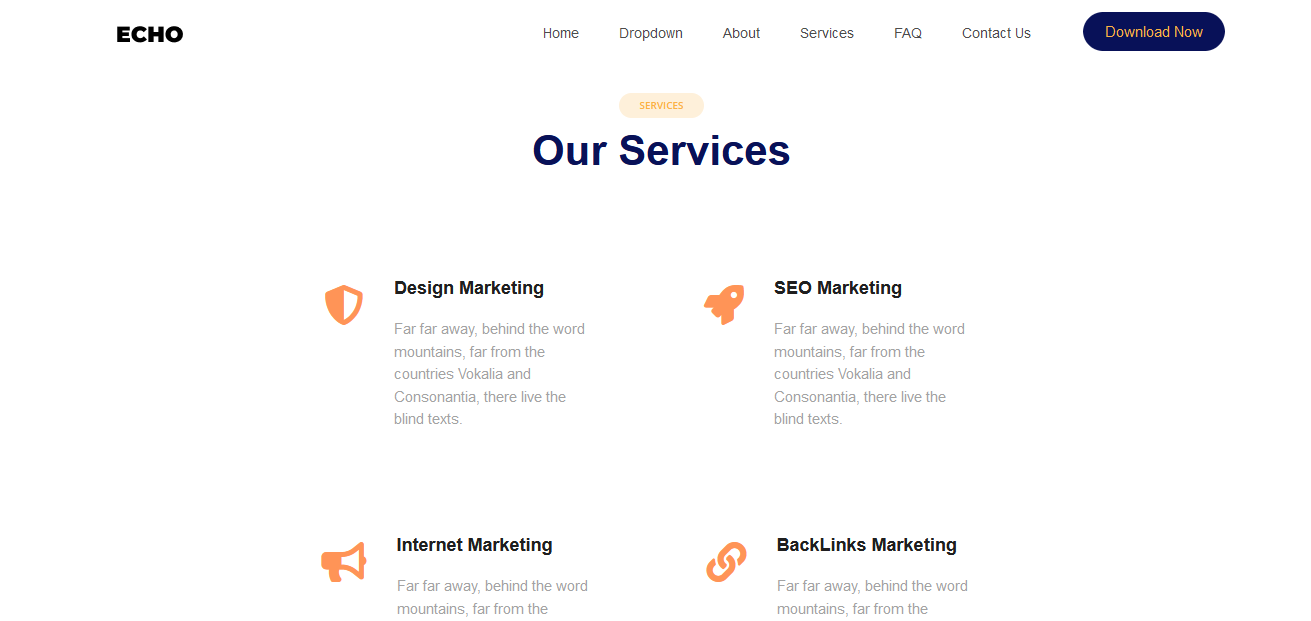 ECHO
Home Dropdown About Services FAQ Contact Us Download Now
SERVICES
Our Services
Design Marketing
Far far away, behind the word
mountains, far from the
countries Vokalia and
Consonantia, there live the
blind texts.
SEO Marketing
Far far away, behind the word
mountains, far from the
countries Vokalia and
Consonantia, there live the
blind texts.
Internet Marketing
Far far away, behind the word
mountains, far from the
BackLinks Marketing
Far far away, behind the word
mountains, far from the